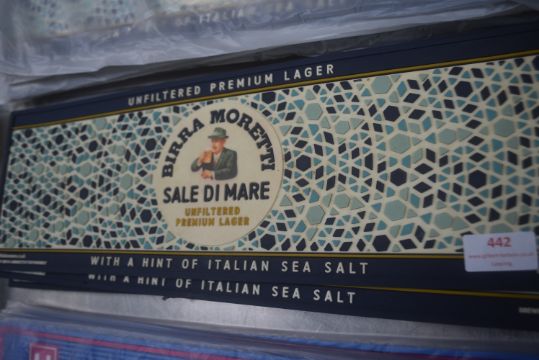 UNFILTERED PREMIUM LAGER
BIRRA MORETTI
SALE DI MARE
UNFILTERED
PREMIUM LAGER
WITH A HINT OF ITALIAN SEA SALT
442
WITH A HINT OF ITALIAN SEA SALT